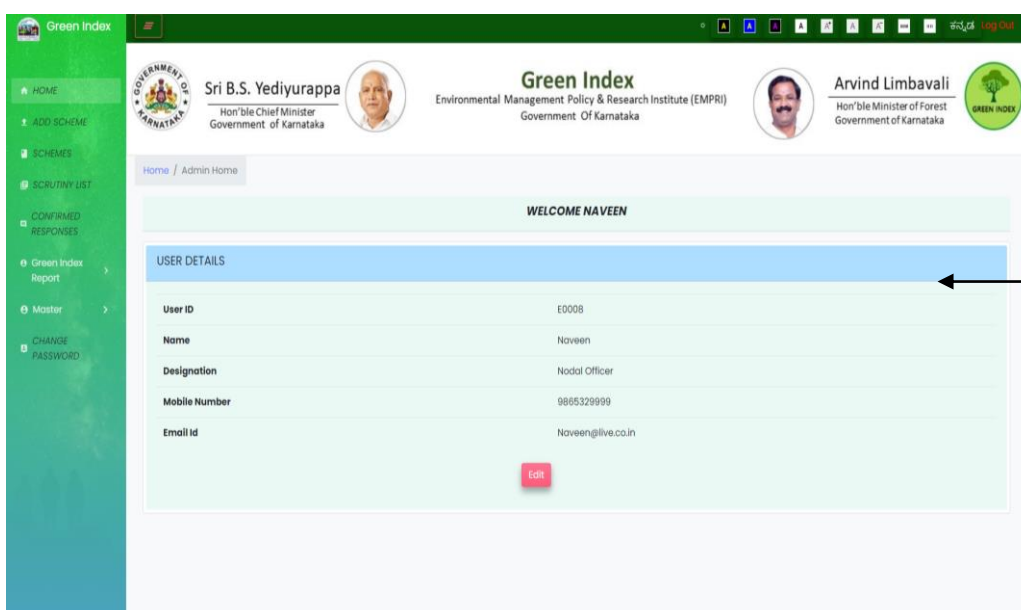 Green Index
A
A
A
A
A
ಕನ್ನಡ
Log Out
GOVERNMENT OF
KARNATAKA
Sri B.S. Yediyurappa
Hon'ble Chief Minister
Government of Karnataka
Green Index
Environmental Management Policy & Research Institute (EMPRI)
Government Of Karnataka
Arvind Limbavali
Hon'ble Minister of Forest
Government of Karnataka
GREEN INDEX
HOME
ADD SCHEME
SCHEMES
SCRUTINY LIST
CONFIRMED
RESPONSES
Green Index
Report
Master
CHANGE
PASSWORD
Home / Admin Home
WELCOME NAVEEN
USER DETAILS
User ID E0008
Name Naveen
Designation Nodal Officer
Mobile Number 9865329999
Email Id Naveen@live.co.in
Edit